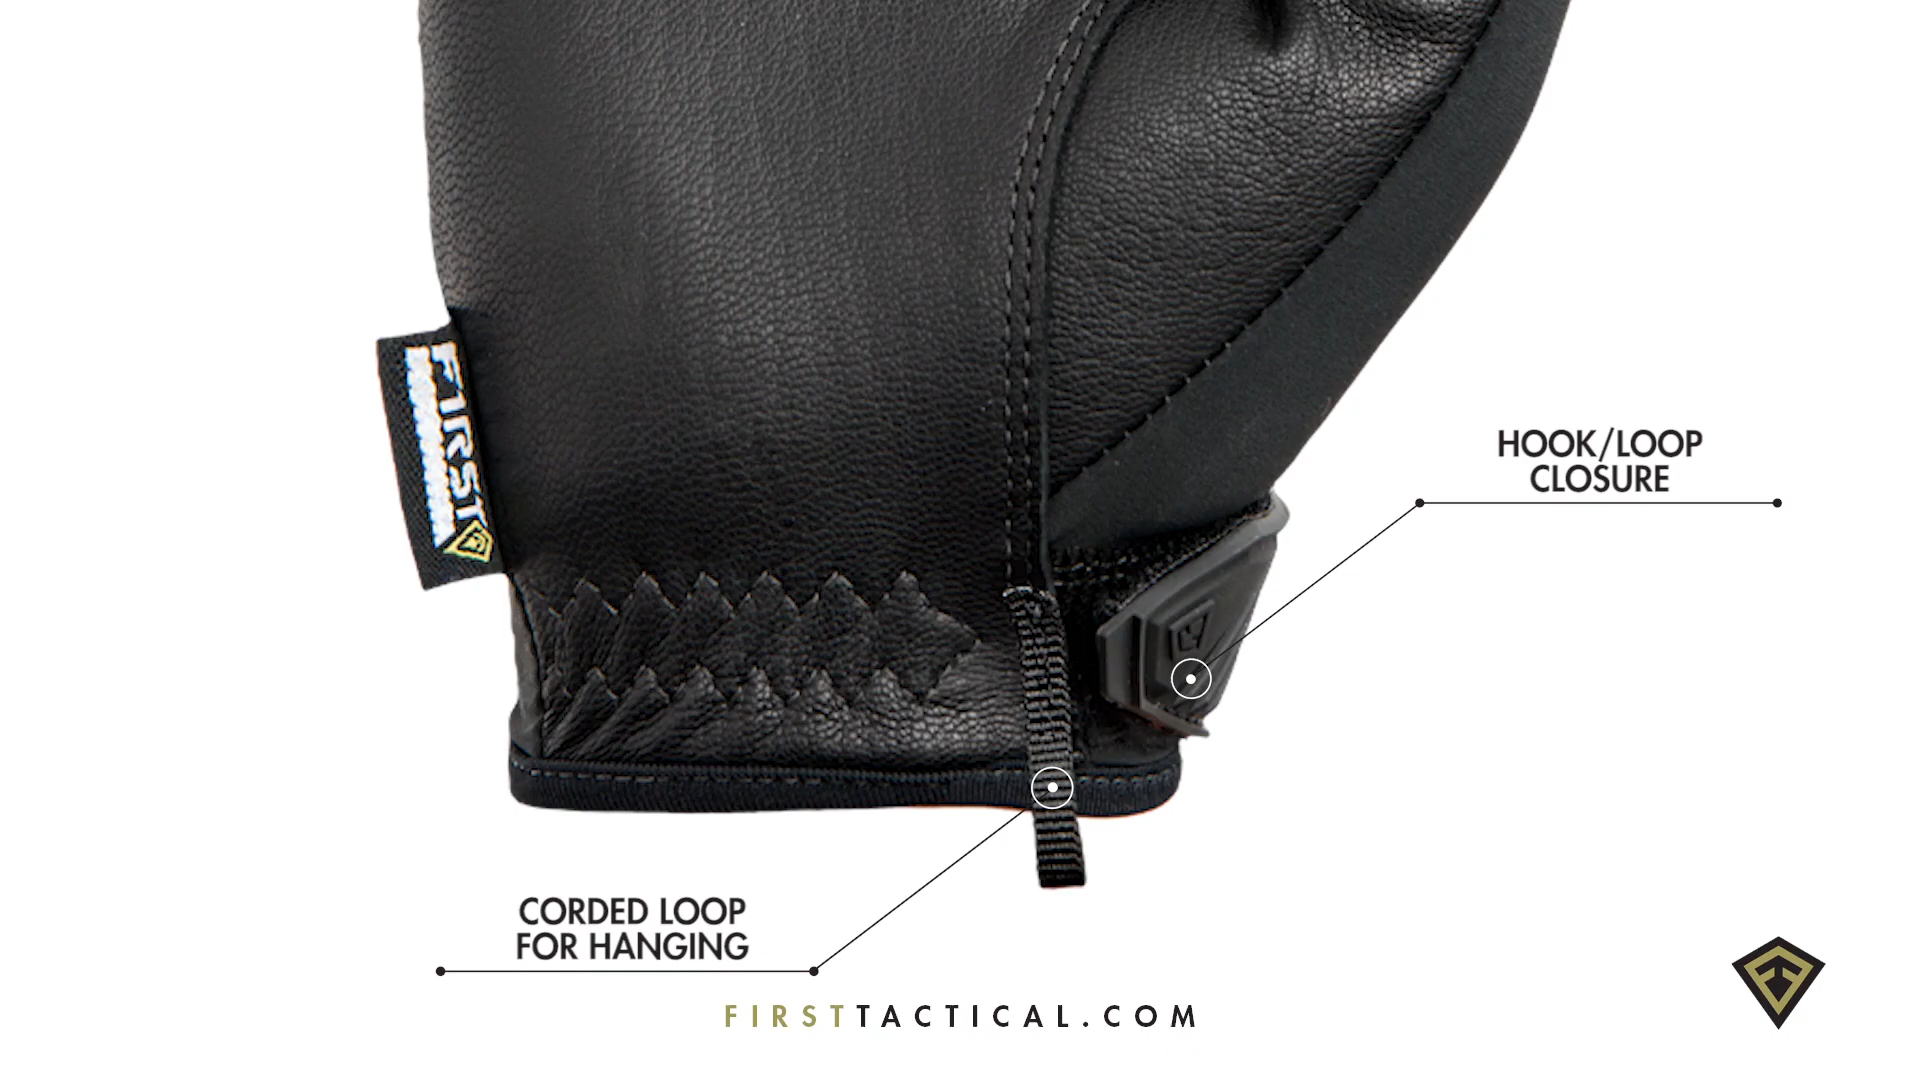 FIRST
HOOK/LOOP
CLOSURE
CORDED LOOP
FOR HANGING
FIRSTTACTICAL.COM